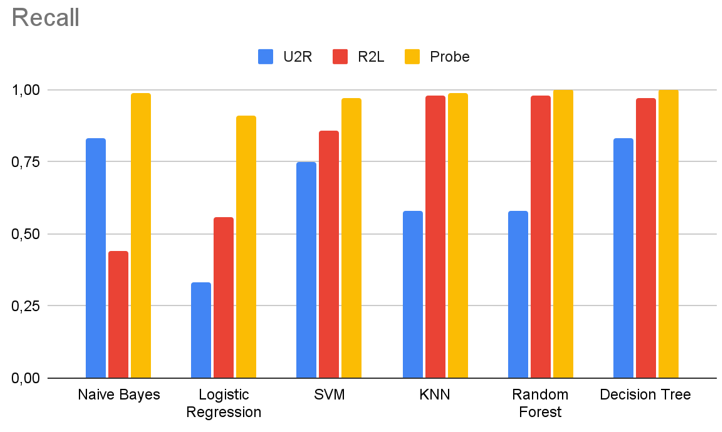 Recall
U2R R2L Probe
1,00
0,75
0,50
0,25
0,00
Naive Bayes Logistic Regression SVM KNN Random Forest Decision Tree